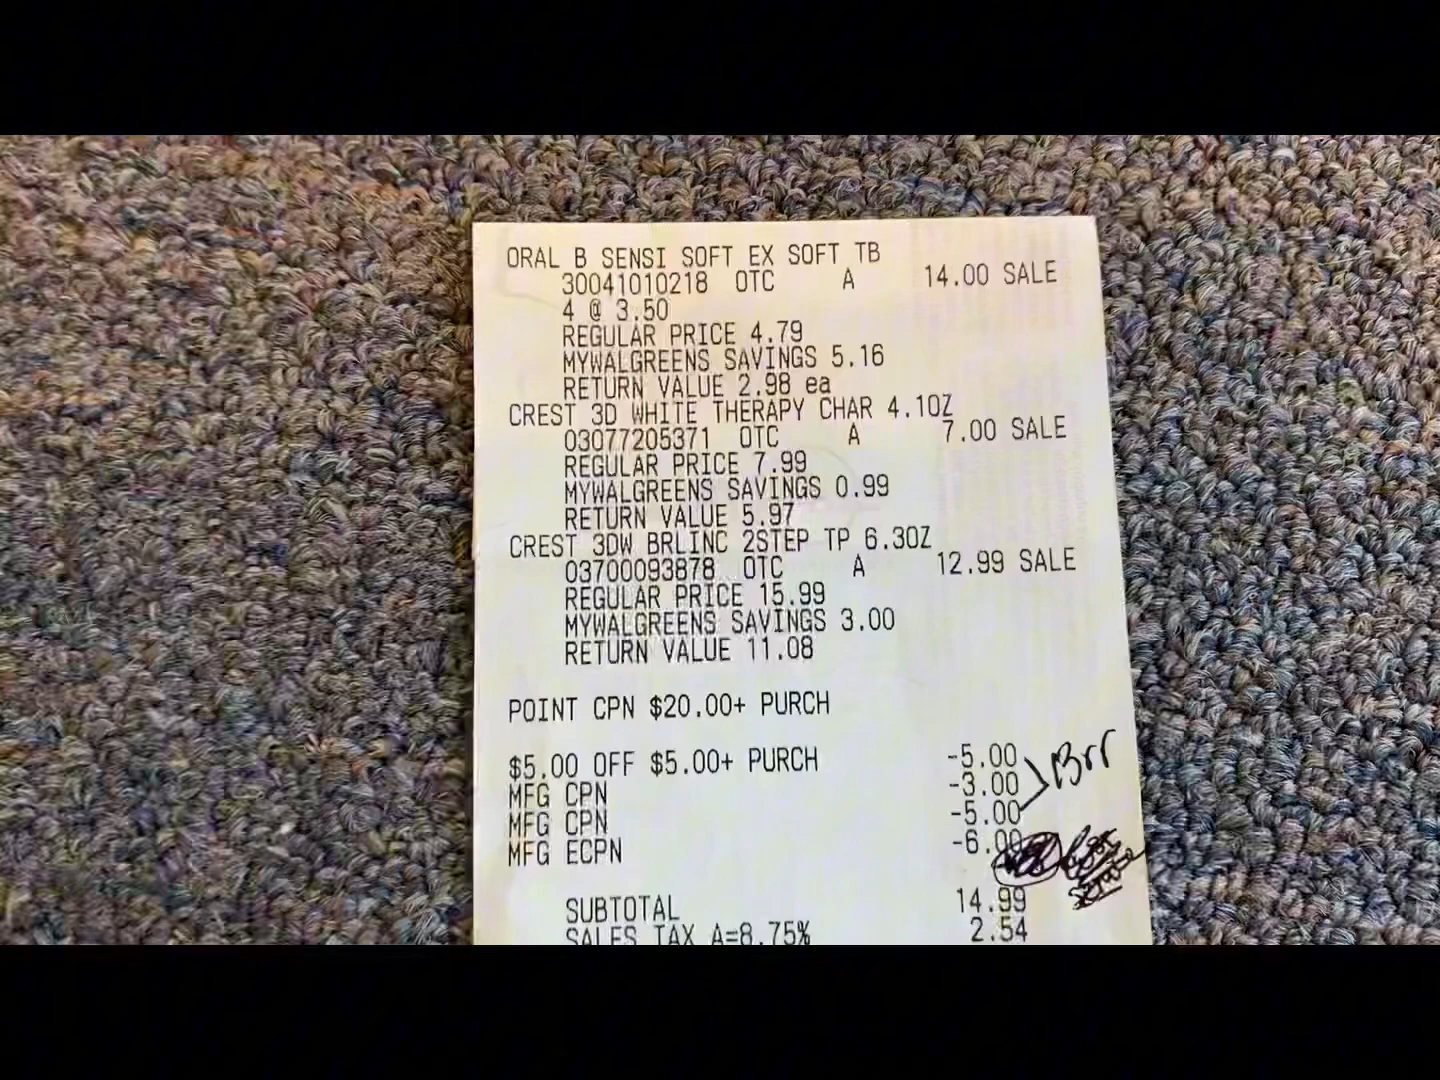 ORAL B SENSI SOFT EX SOFT TB
30041010218 OTC A 14.00 SALE
4 @ 3.50
REGULAR PRICE 4.79
MYWALGREENS SAVINGS 5.16
RETURN VALUE 2.98 ea
CREST 3D WHITE THERAPY CHAR 4.1OZ
03077205371 OTC A 7.00 SALE
REGULAR PRICE 7.99
MYWALGREENS SAVINGS 0.99
RETURN VALUE 5.97
CREST 3DW BRLINC 2STEP TP 6.3OZ
03700093878 OTC A 12.99 SALE
REGULAR PRICE 15.99
MYWALGREENS SAVINGS 3.00
RETURN VALUE 11.08
POINT CPN $20.00+ PURCH
$5.00 OFF $5.00+ PURCH -5.00
MFG CPN -3.00
MFG CPN -5.00
MFG ECPN -6.00
SUBTOTAL 14.99
SALES TAX A=8.75% 2.54